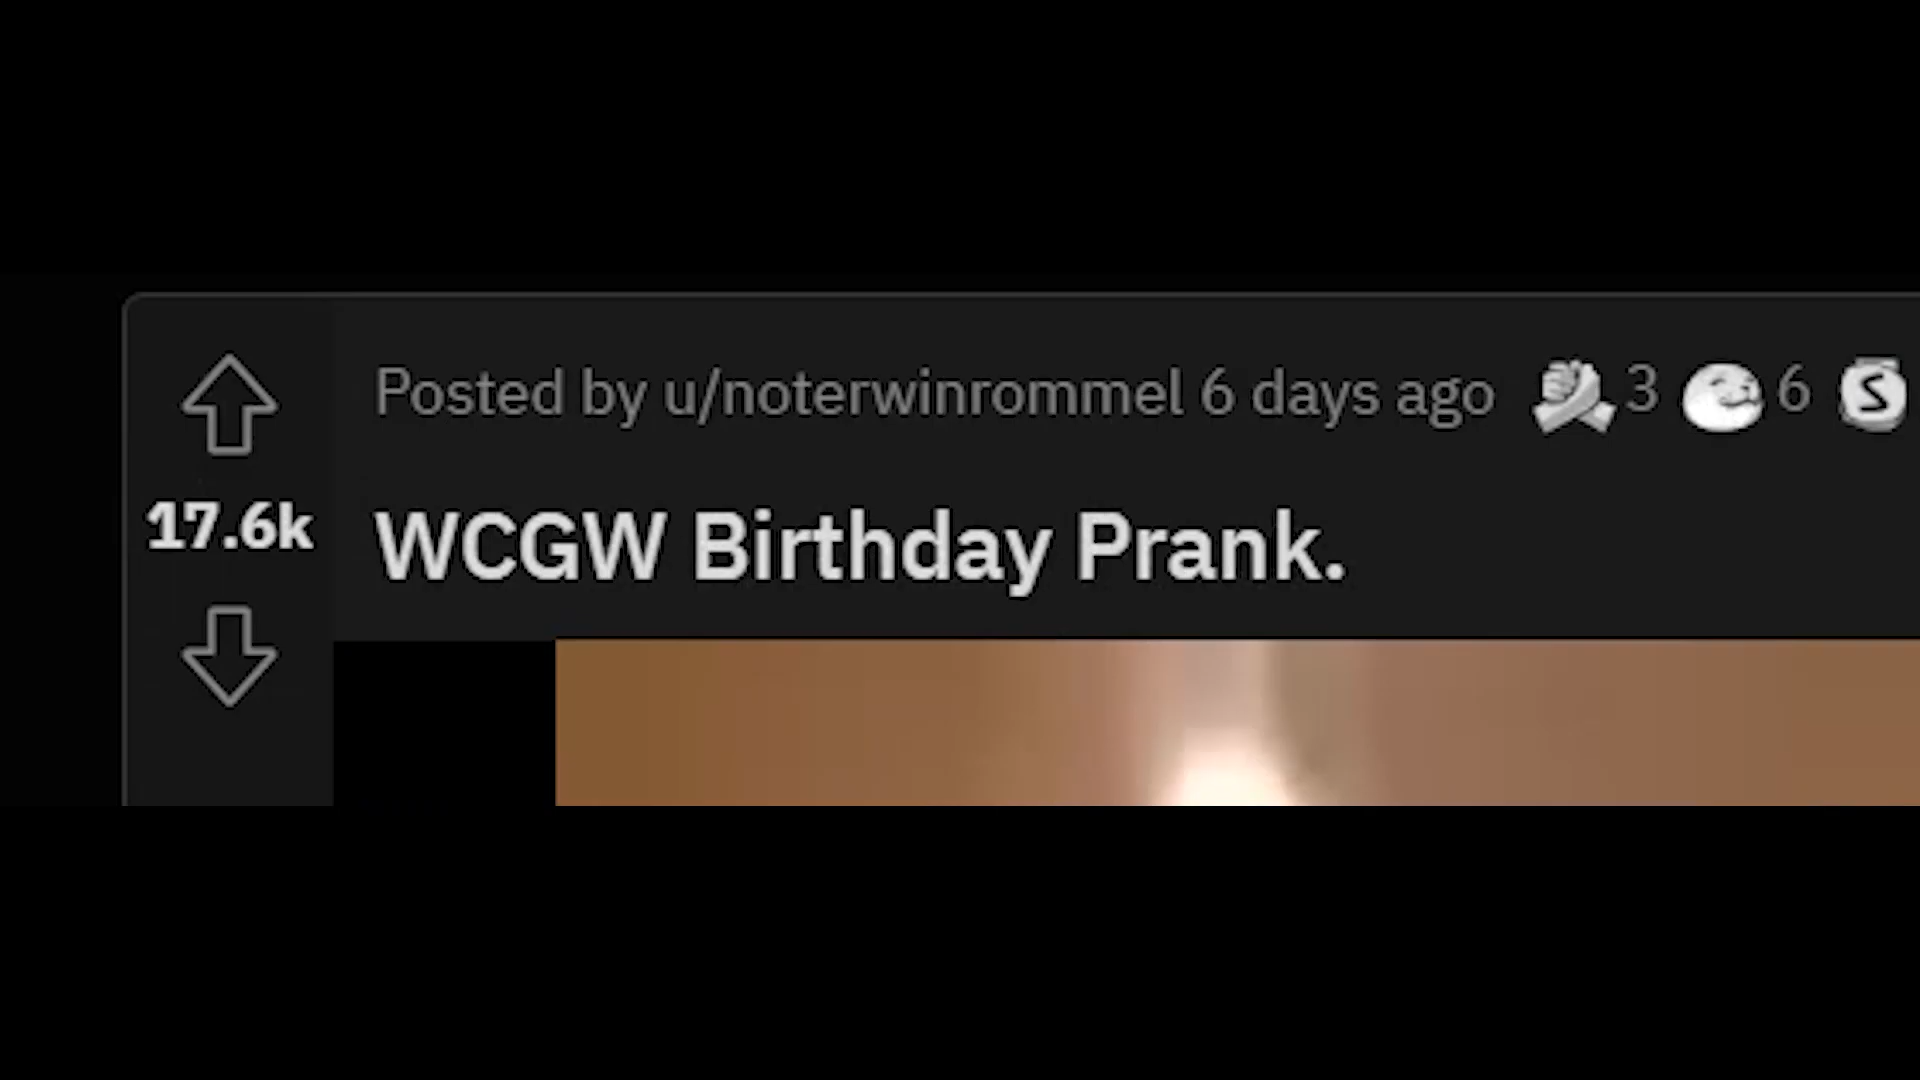 Posted by u/noterwinrommel 6 days ago 3 6 S
17.6k
WCGW Birthday Prank.